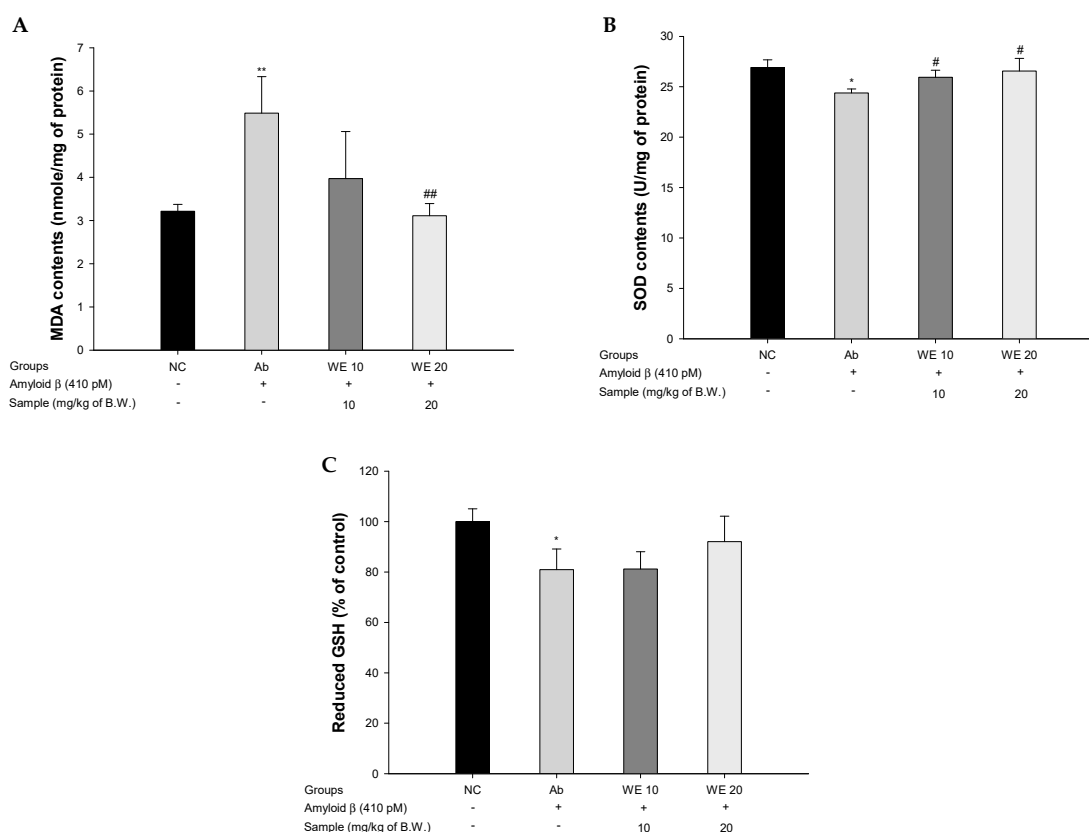 A
MDA contents (nmole/mg of protein)
7
6
5
4
3
2
1
0
**
##
Groups NC Ab WE 10 WE 20
Amyloid β (410 pM) - + + +
Sample (mg/kg of B.W.) - - 10 20
B
SOD contents (U/mg of protein)
30
25
20
15
10
5
0
*
#
#
Groups NC Ab WE 10 WE 20
Amyloid β (410 pM) - + + +
Sample (mg/kg of B.W.) - - 10 20
C
Reduced GSH (% of control)
120
100
80
60
40
20
0
*
Groups NC Ab WE 10 WE 20
Amyloid β (410 pM) - + + +
Sample (mg/kg of B.W.) - - 10 20